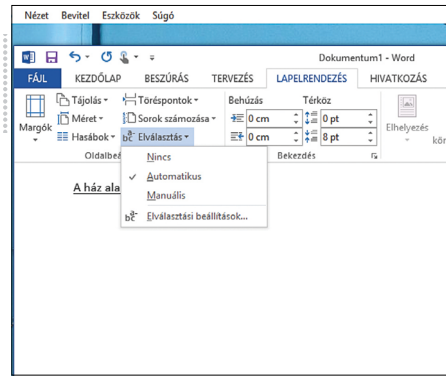 Nézet Bevitel Eszközök Súgó
Dokumentum1 - Word
FÁJL KEZDŐLAP BESZÚRÁS TERVEZÉS LAPELRENDEZÉS HIVATKOZÁS
Tájolás Töréspontok Behúzás Térköz
Margók Méret Sorok számozása 0 cm 0 pt Elhelyezés
Hasábok Elválasztás 0 cm 8 pt
Bekezdés
Nincs
Automatikus
A ház
Manuális
Elválasztási beállítások...